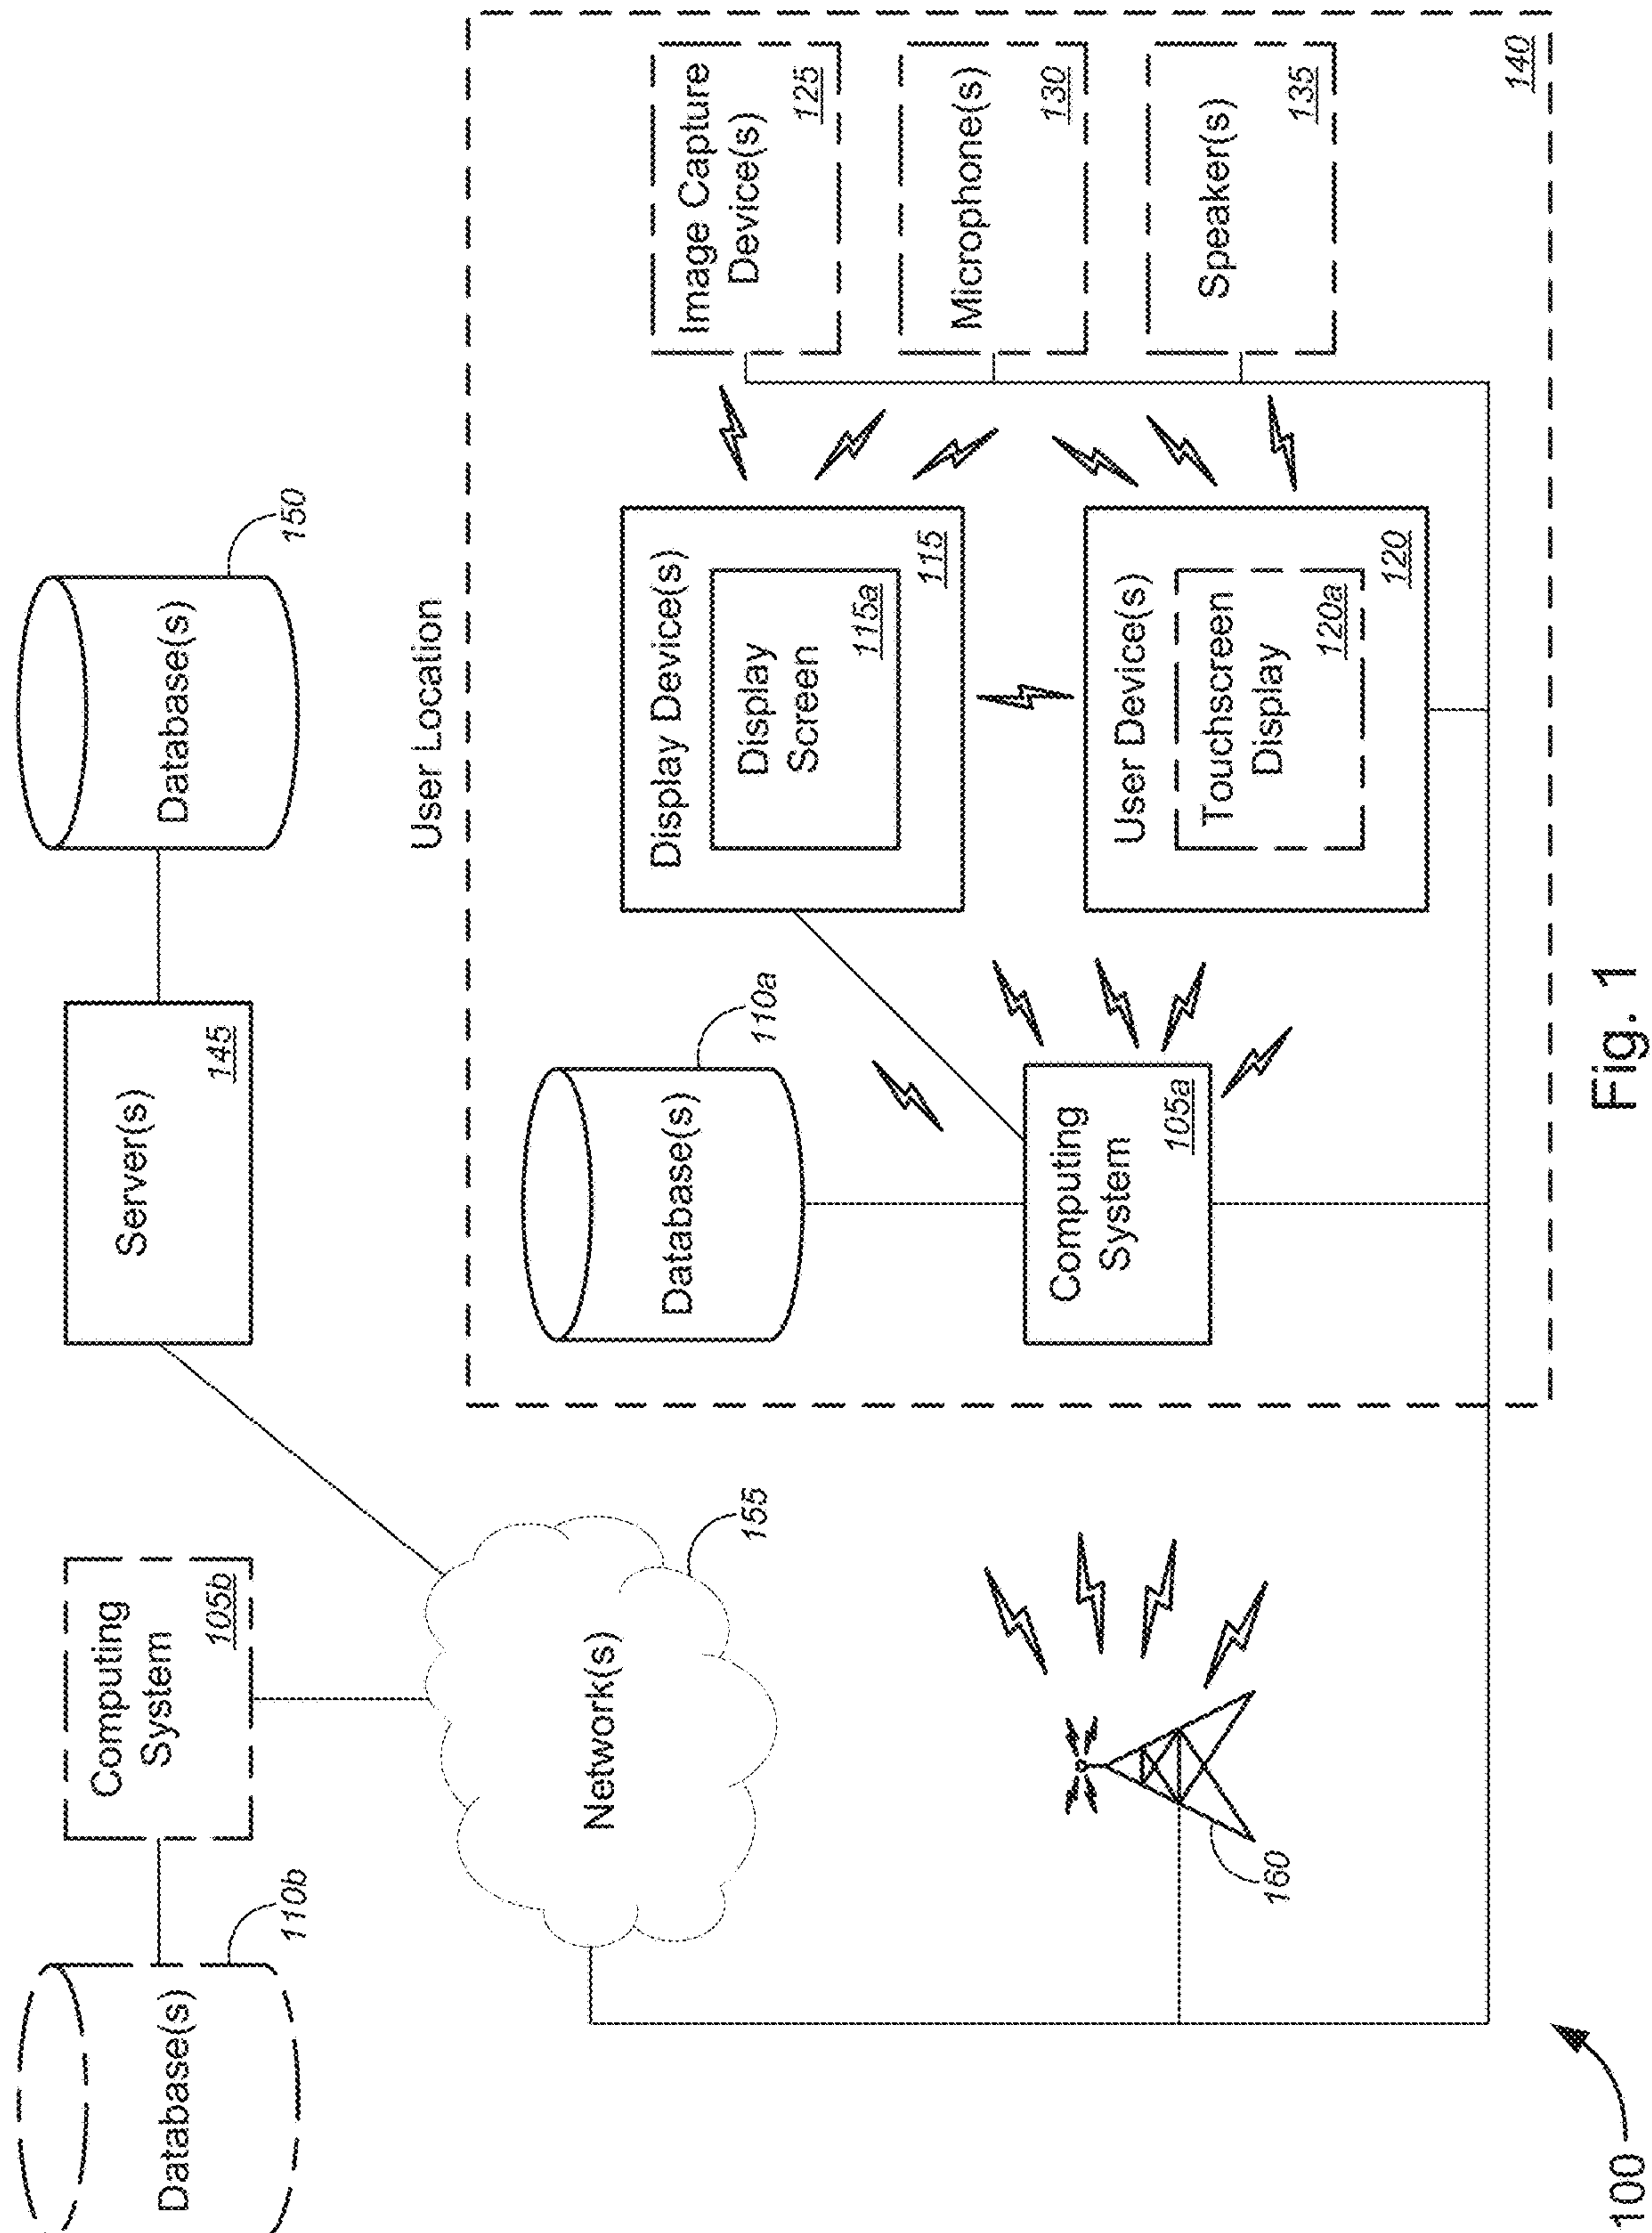 Database(s)
110b
Computing
System
105b
Server(s)
145
Database(s)
150
Network(s)
155
160
User Location
Database(s)
110a
Computing
System
105a
Display Device(s)
Display
Screen
115a
115
User Device(s)
Touchscreen
Display
120a
120
Image Capture
Device(s)
125
Microphone(s)
130
Speaker(s)
135
140
100
Fig. 1